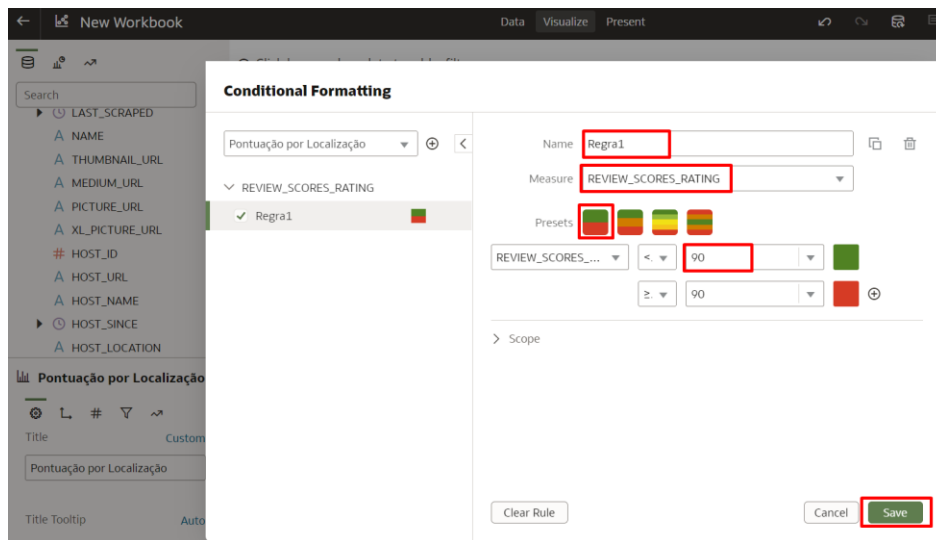 New Workbook
Data Visualize Present
Search
LAST_SCRAPED
A NAME
A THUMBNAIL_URL
A MEDIUM_URL
A PICTURE_URL
A XL_PICTURE_URL
# HOST_ID
A HOST_URL
A HOST_NAME
HOST_SINCE
A HOST_LOCATION
Pontuação por Localização
#
Title Custom
Pontuação por Localização
Title Tooltip Auto
Conditional Formatting
Pontuação por Localização
REVIEW_SCORES_RATING
Regra1
Name Regra1
Measure REVIEW_SCORES_RATING
Presets
REVIEW_SCORES_... <. 90
≥. 90
Scope
Clear Rule Cancel Save